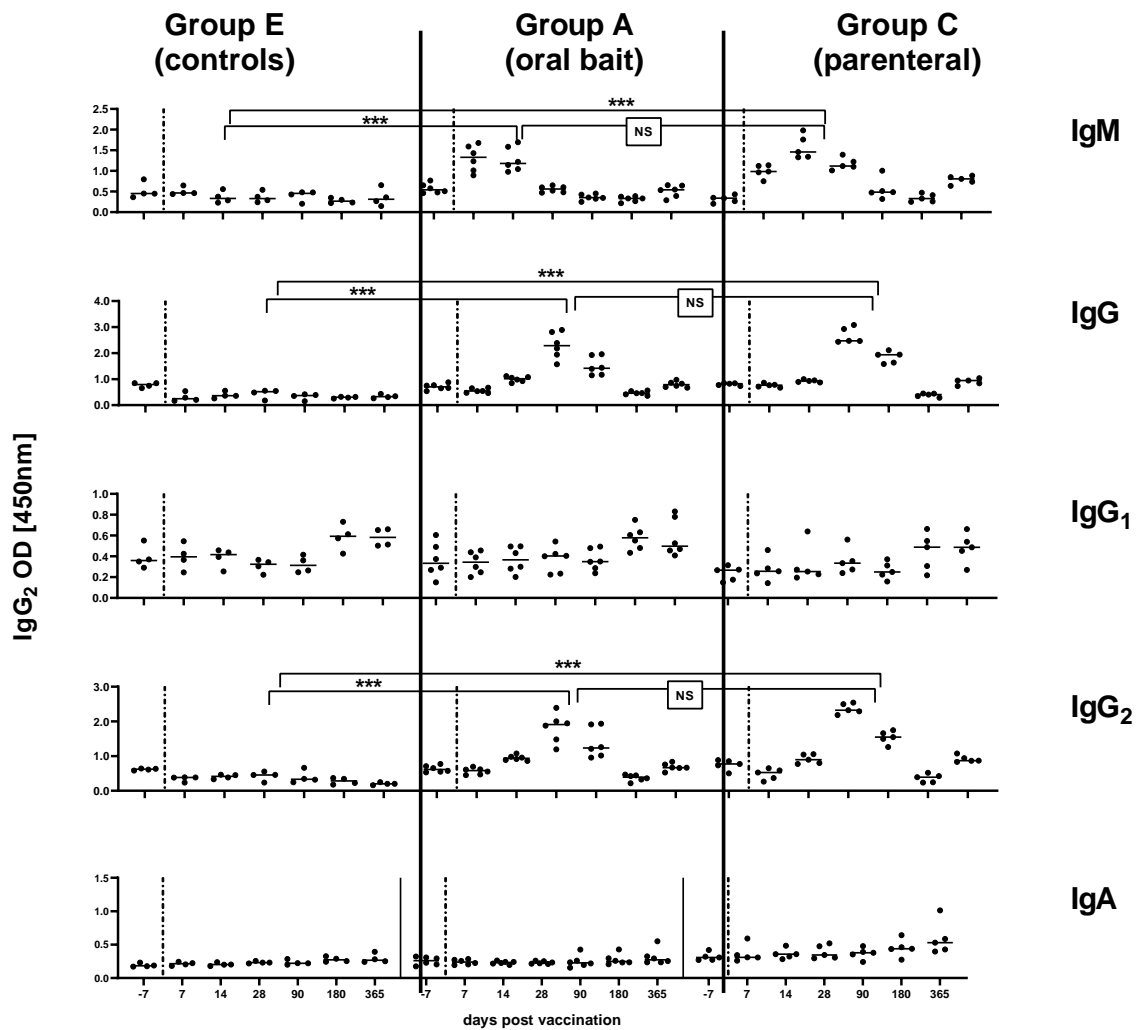 Group E Group A Group C
(controls) (oral bait) (parenteral)
IgG₂ OD [450nm]
*** ***
NS
2.5
2.0
1.5
1.0
0.5
0.0
IgM
***
***
NS
4.0
3.0
2.0
1.0
0.0
IgG
1.0
0.8
0.6
0.4
0.2
0.0
IgG₁
***
***
NS
3.0
2.0
1.0
0.0
IgG₂
1.5
1.0
0.5
0.0
IgA
-7 7 14 28 90 180 365 -7 7 14 28 90 180 365 -7 7 14 28 90 180 365
days post vaccination